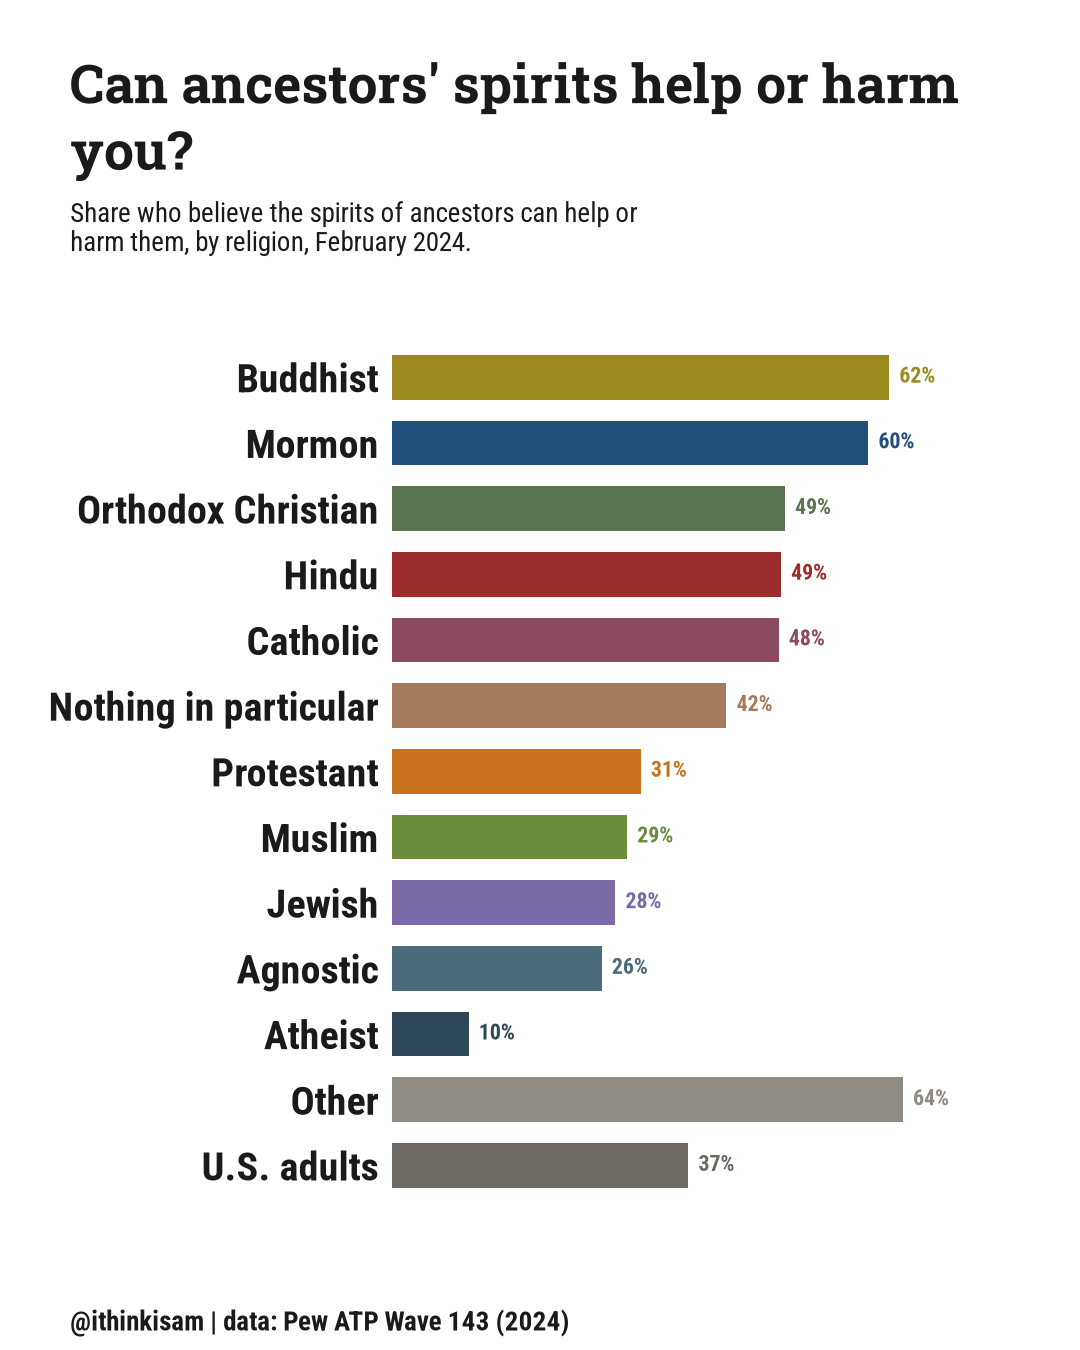 Can ancestors' spirits help or harm
you?
Share who believe the spirits of ancestors can help or
harm them, by religion, February 2024.
Buddhist 62%
Mormon 60%
Orthodox Christian 49%
Hindu 49%
Catholic 48%
Nothing in particular 42%
Protestant 31%
Muslim 29%
Jewish 28%
Agnostic 26%
Atheist 10%
Other 64%
U.S. adults 37%
@ithinkisam | data: Pew ATP Wave 143 (2024)